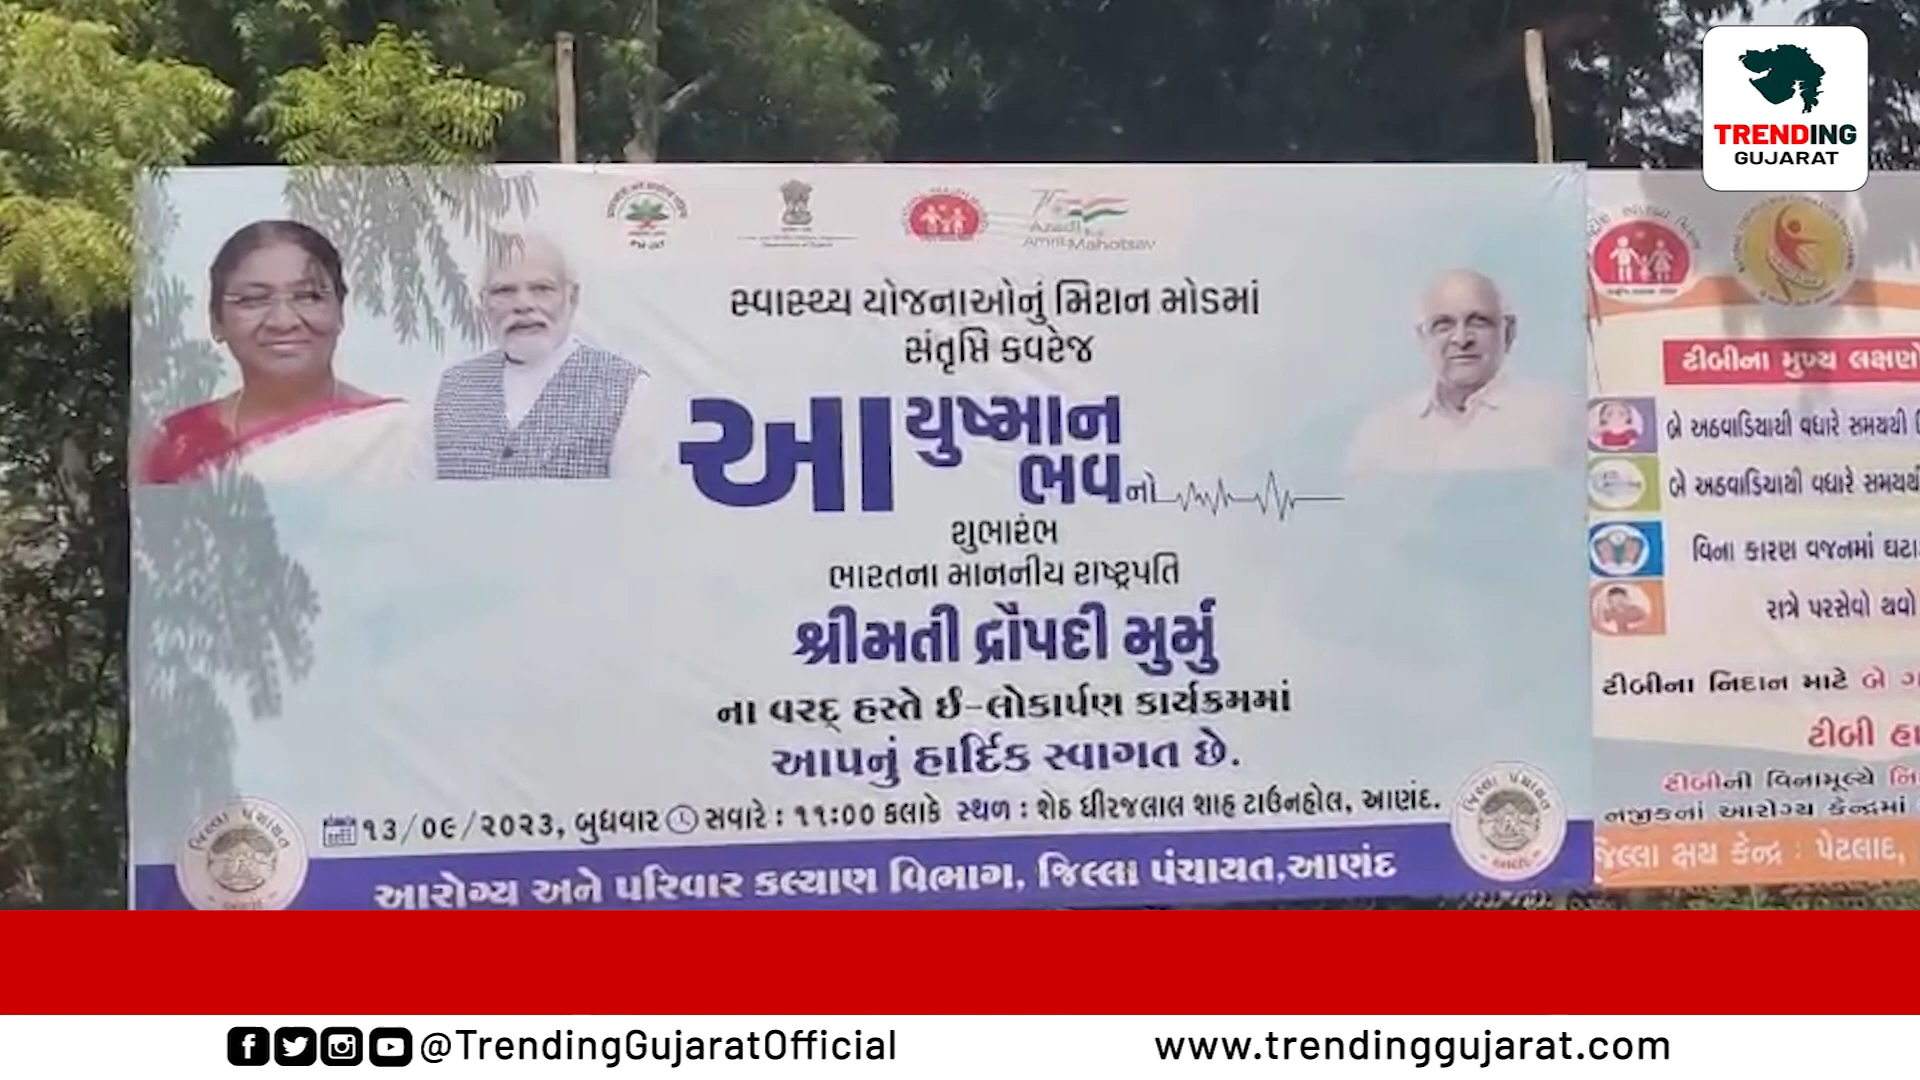 TRENDING
GUJARAT
Azadi Ka
Amrit Mahotsav
સ્વાસ્થ્ય યોજનાઓનું મિશન મોડમાં
સંતૃપ્તિ કવરેજ
આયુષ્માન
ભવનો
શુભારંભ
ભારતના માનનીય રાષ્ટ્રપતિ
શ્રીમતી દ્રૌપદી મુર્મુ
ના વરદ્ હસ્તે ઈ-લોકાર્પણ કાર્યક્રમમાં
આપનું હાર્દિક સ્વાગત છે.
૧૩/૦૯/૨૦૨૩, બુધવાર સવારે : ૧૧:૦૦ કલાકે સ્થળ : શેઠ ધીરજલાલ શાહ ટાઉનહોલ, આણંદ.
જિલ્લા પંચાયત
જિલ્લા પંચાયત
આરોગ્ય અને પરિવાર કલ્યાણ વિભાગ, જિલ્લા પંચાયત,આણંદ
ટીબીના મુખ્ય લક્ષણો
બે અઠવાડિયાથી વધારે સમયથી
બે અઠવાડિયાથી વધારે સમયથી
વિના કારણ વજનમાં
રાત્રે પરસેવો થવો
ટીબીના નિદાન માટે બે
ટીબી
ટીબીની વિનામૂલ્યે
નજીકનાં આરોગ્ય કેન્દ્રમાં
જિલ્લા ક્ષય કેન્દ્ર : પેટલાદ,
@TrendingGujaratOfficial
www.trendinggujarat.com